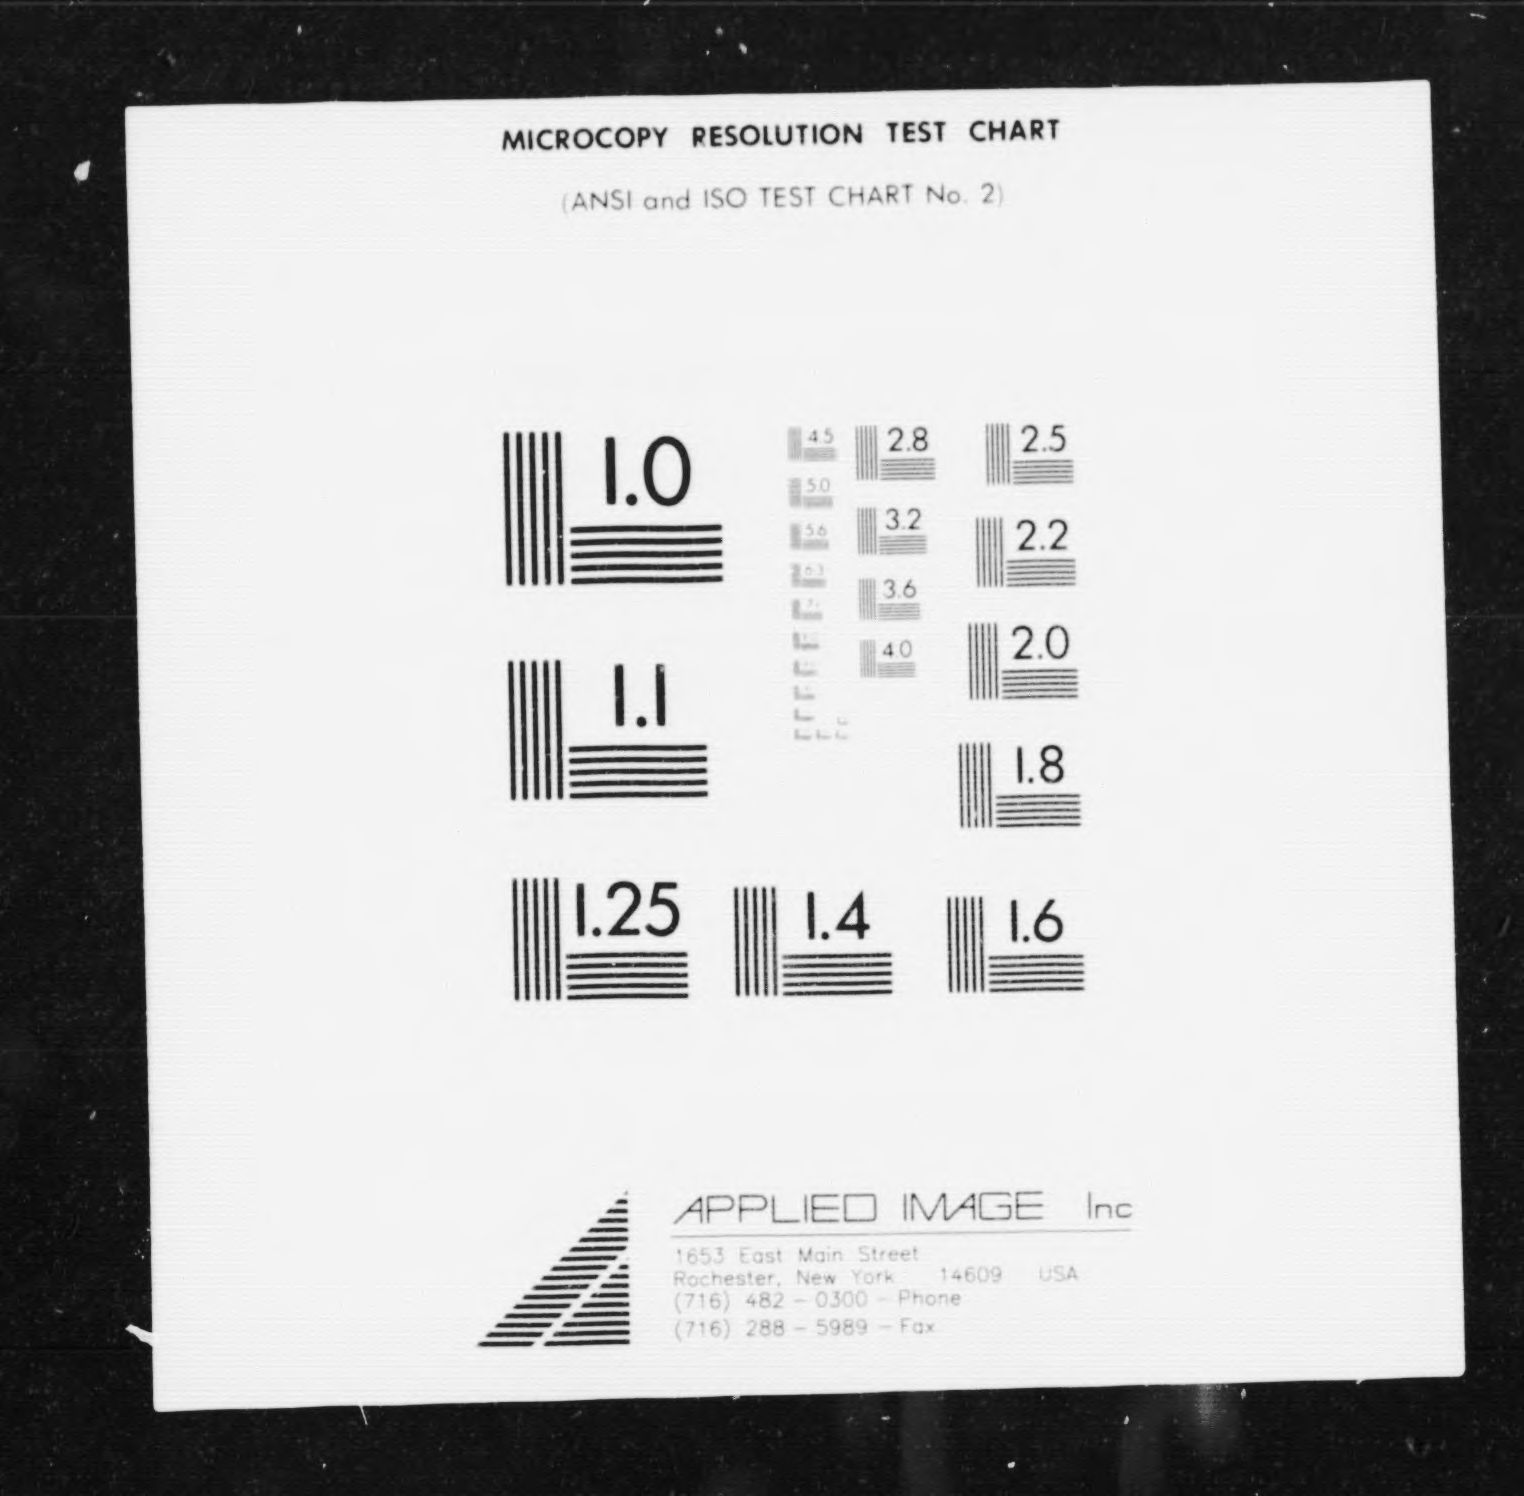 MICROCOPY RESOLUTION TEST CHART
(ANSI and ISO TEST CHART No. 2)
1.0
1.1
1.25
4.5
5.0
5.6
6.3
2.8
3.2
3.6
4.0
2.5
2.2
2.0
1.8
1.4
1.6
APPLIED IMAGE Inc
1653 East Main Street
Rochester, New York 14609 USA
(716) 482 - 0300 - Phone
(716) 288 - 5989 - Fax